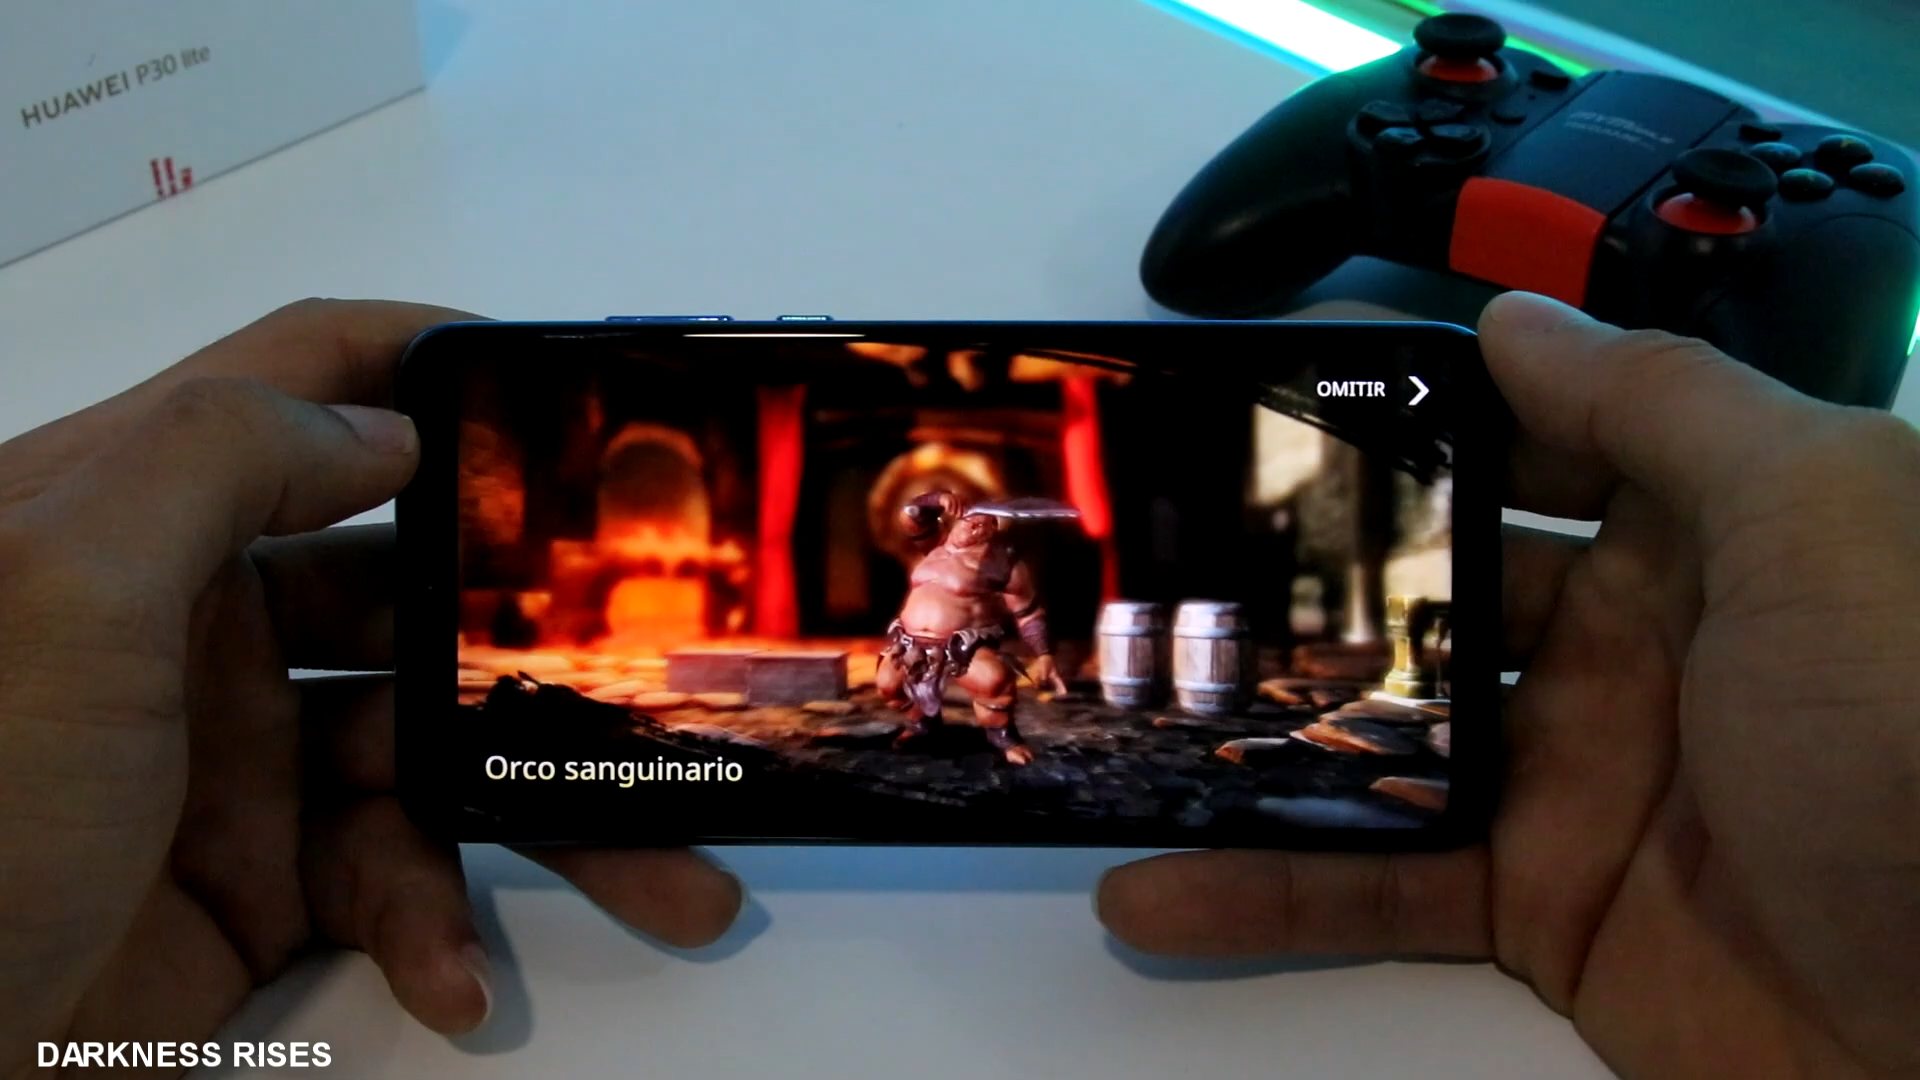 HUAWEI P30 lite
OMITIR
Orco sanguinario
DARKNESS RISES